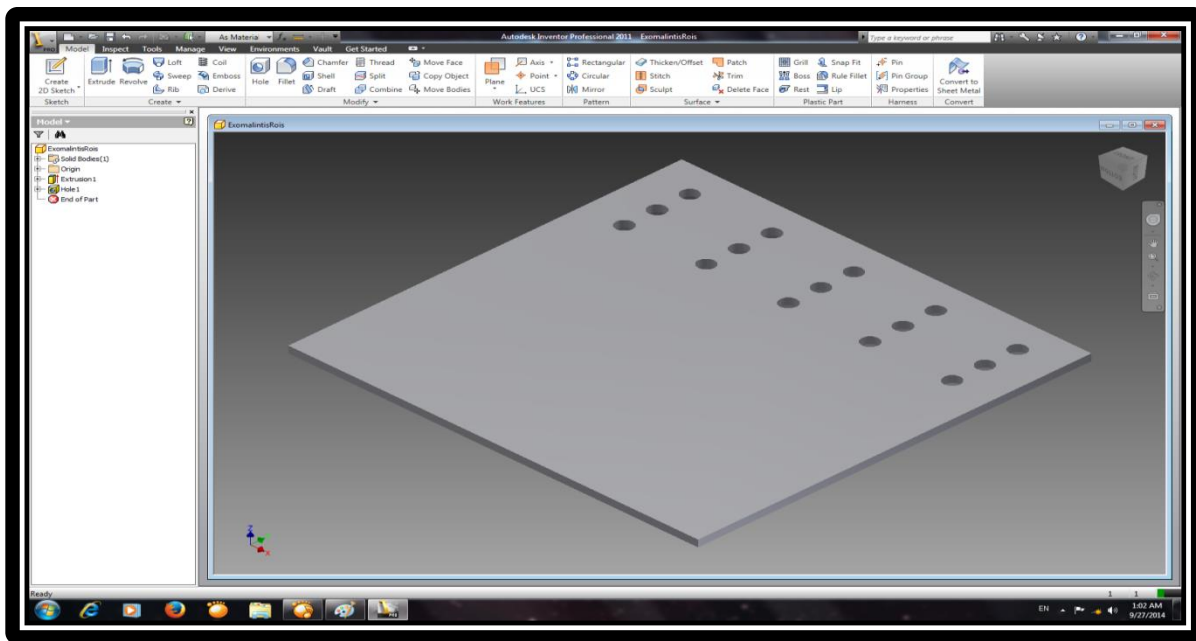 As Materia
Autodesk Inventor Professional 2011 ExomalintisRois
Type a keyword or phrase
PRO
Model Inspect Tools Manage View Environments Vault Get Started
Create 2D Sketch
Extrude Revolve Loft Sweep Rib Coil Emboss Derive
Hole Fillet Chamfer Shell Draft Thread Split Combine Move Face Copy Object Move Bodies
Plane Axis Point UCS
Rectangular Circular Mirror
Thicken/Offset Stitch Sculpt Patch Trim Delete Face
Grill Boss Rest Snap Fit Rule Fillet Lip
Pin Pin Group Properties
Convert to Sheet Metal
Sketch Create Modify Work Features Pattern Surface Plastic Part Harness Convert
Model
ExomalintisRois
Solid Bodies(1)
Origin
Extrusion1
Hole1
End of Part
ExomalintisRois
Z
X
Ready
1 1
EN
1:02 AM
9/27/2014